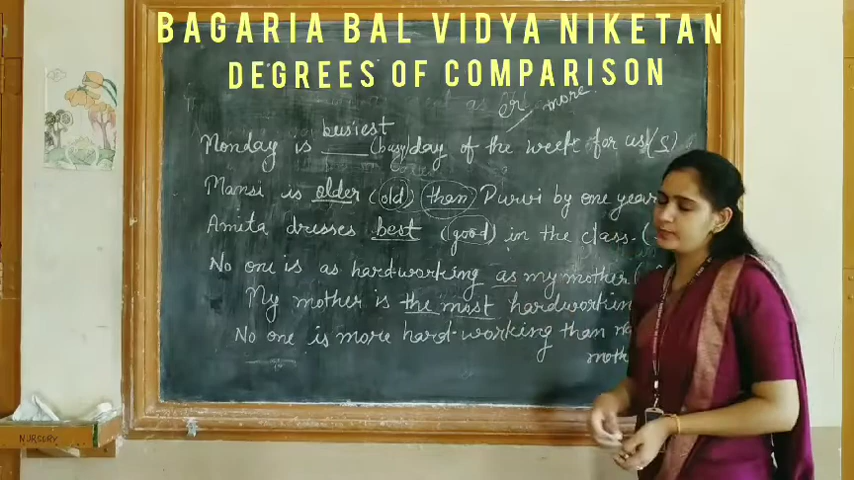 BAGARIA BAL VIDYA NIKETAN
DEGREES OF COMPARISON
er more
busiest
Monday is ____ (busy) day of the week for us. (S)
Mansi is older (old) than Purvi by one year
Amita dresses best (good) in the class. (
No one is as hardworking as my mother (
My mother is the most hardworkin
No one is more hard-working than
moth
NURSERY